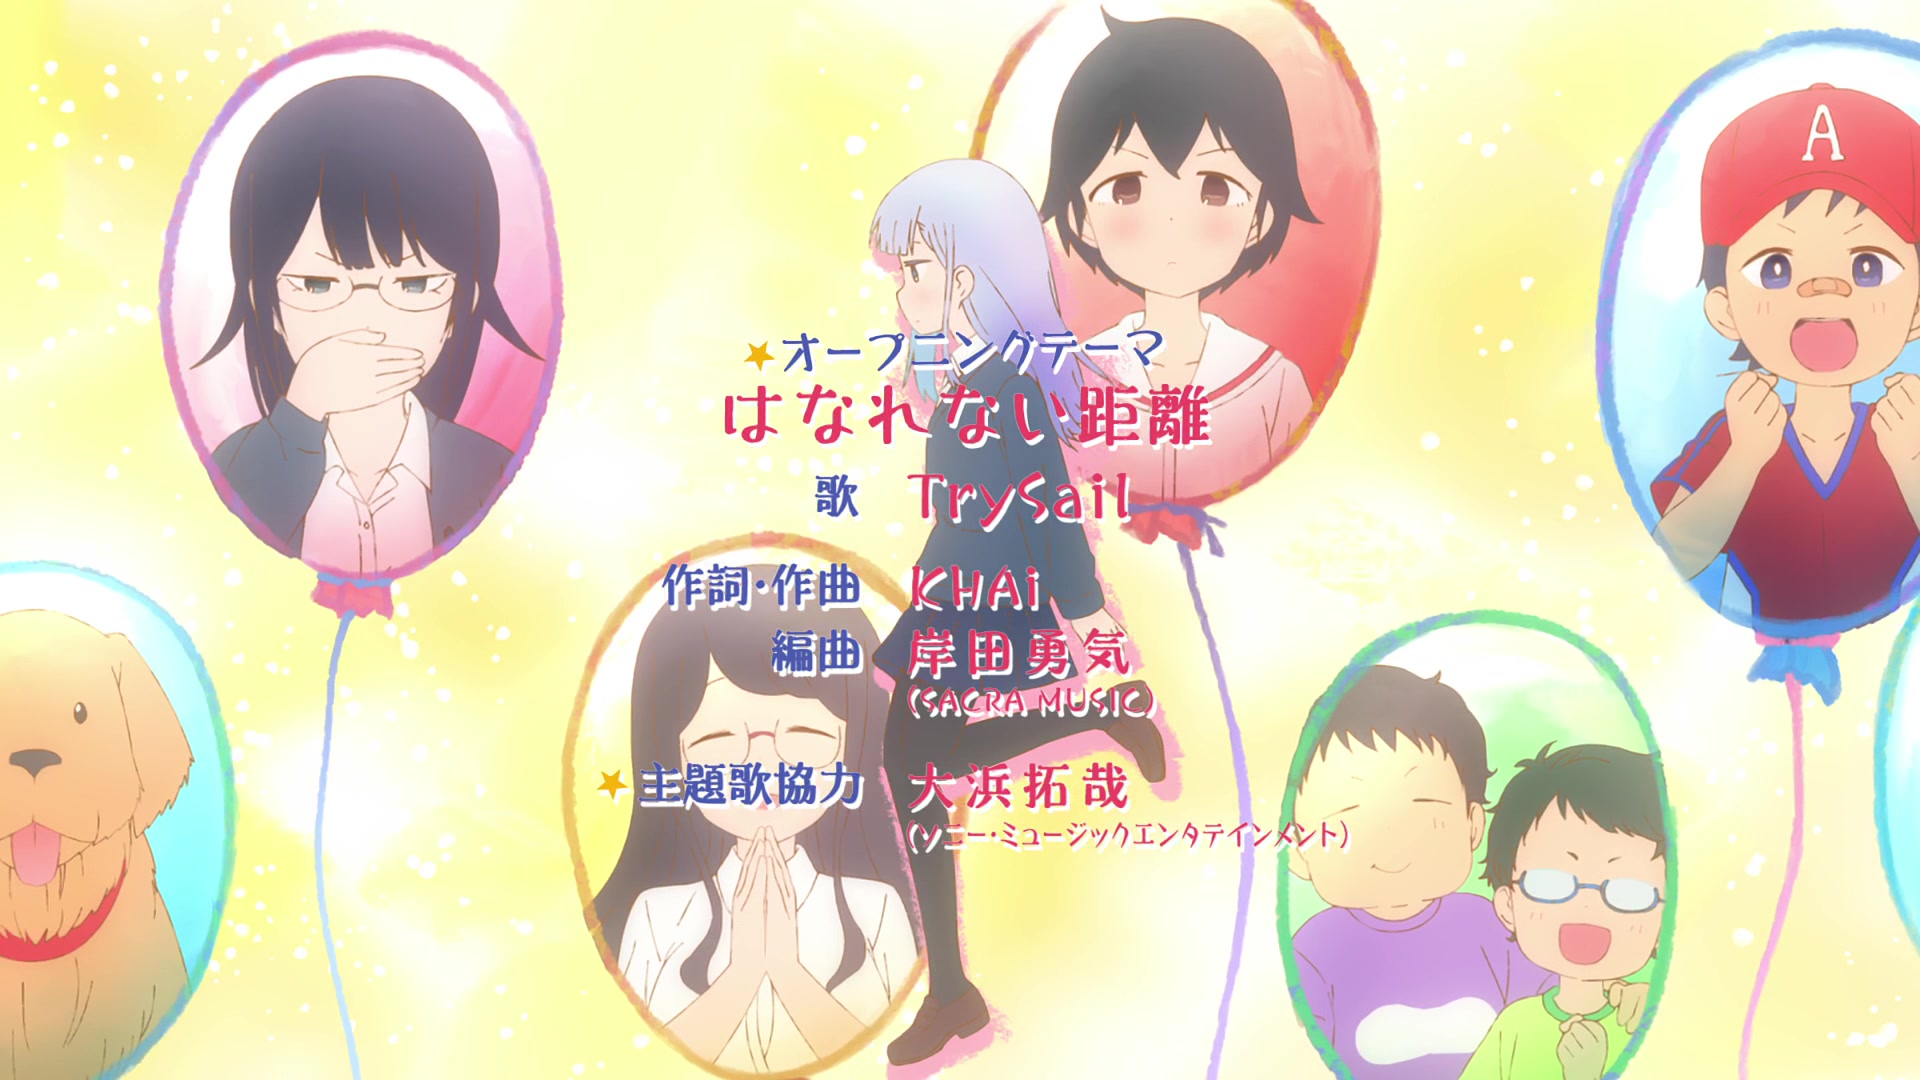 A
★オープニングテーマ
はなれない距離
歌 TrySail
作詞・作曲 KHAi
編曲 岸田勇気
(SACRA MUSIC)
★主題歌協力 大浜拓哉
(ソニー・ミュージックエンタテインメント)